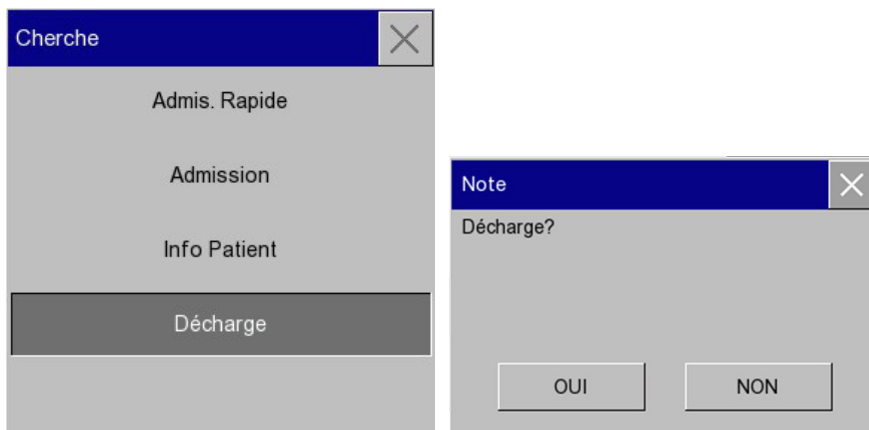 Cherche
Admis. Rapide
Admission
Info Patient
Décharge
Note
Décharge?
OUI
NON